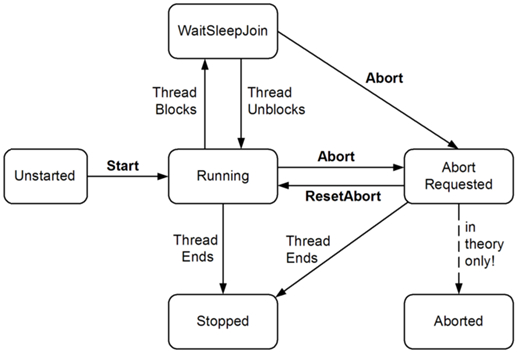 WaitSleepJoin
Abort
Thread
Blocks
Thread
Unblocks
Unstarted
Start
Running
Abort
ResetAbort
Abort
Requested
Thread
Ends
Thread
Ends
in
theory
only!
Stopped
Aborted